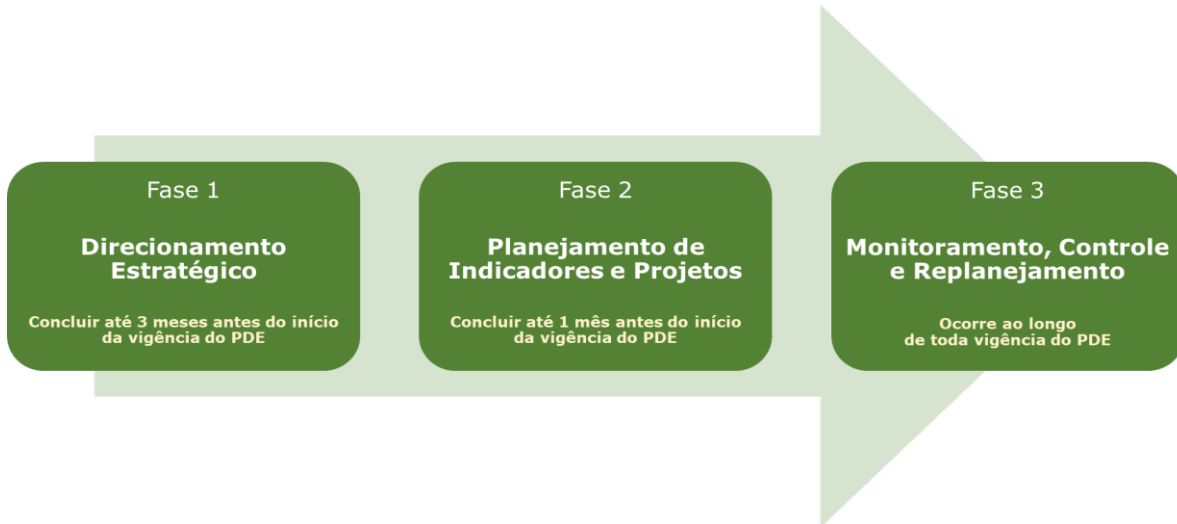 Fase 1
Direcionamento
Estratégico
Concluir até 3 meses antes do início
da vigência do PDE
Fase 2
Planejamento de
Indicadores e Projetos
Concluir até 1 mês antes do início
da vigência do PDE
Fase 3
Monitoramento, Controle
e Replanejamento
Ocorre ao longo
de toda vigência do PDE